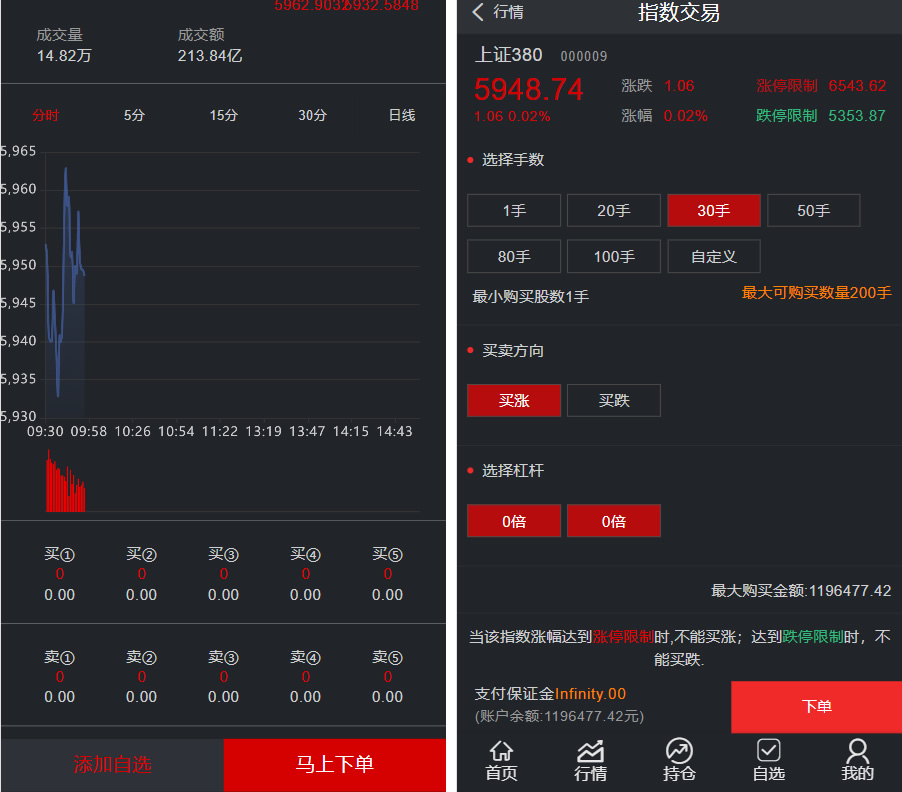 5962.9032 5932.5848
成交量 成交额
14.82万 213.84亿
分时 5分 15分 30分 日线
5,965
5,960
5,955
5,950
5,945
5,940
5,935
5,930
09:30 09:58 10:26 10:54 11:22 13:19 13:47 14:15 14:43
买① 买② 买③ 买④ 买⑤
0 0 0 0 0
0.00 0.00 0.00 0.00 0.00
卖① 卖② 卖③ 卖④ 卖⑤
0 0 0 0 0
0.00 0.00 0.00 0.00 0.00
添加自选 马上下单
行情 指数交易
上证380 000009
5948.74 涨跌 1.06 涨停限制 6543.62
1.06 0.02% 涨幅 0.02% 跌停限制 5353.87
选择手数
1手 20手 30手 50手
80手 100手 自定义
最小购买股数1手 最大可购买数量200手
买卖方向
买涨 买跌
选择杠杆
0倍 0倍
最大购买金额:1196477.42
当该指数涨幅达到涨停限制时,不能买涨；达到跌停限制时，不
能买跌.
支付保证金Infinity.00 下单
(账户余额:1196477.42元)
首页 行情 持仓 自选 我的